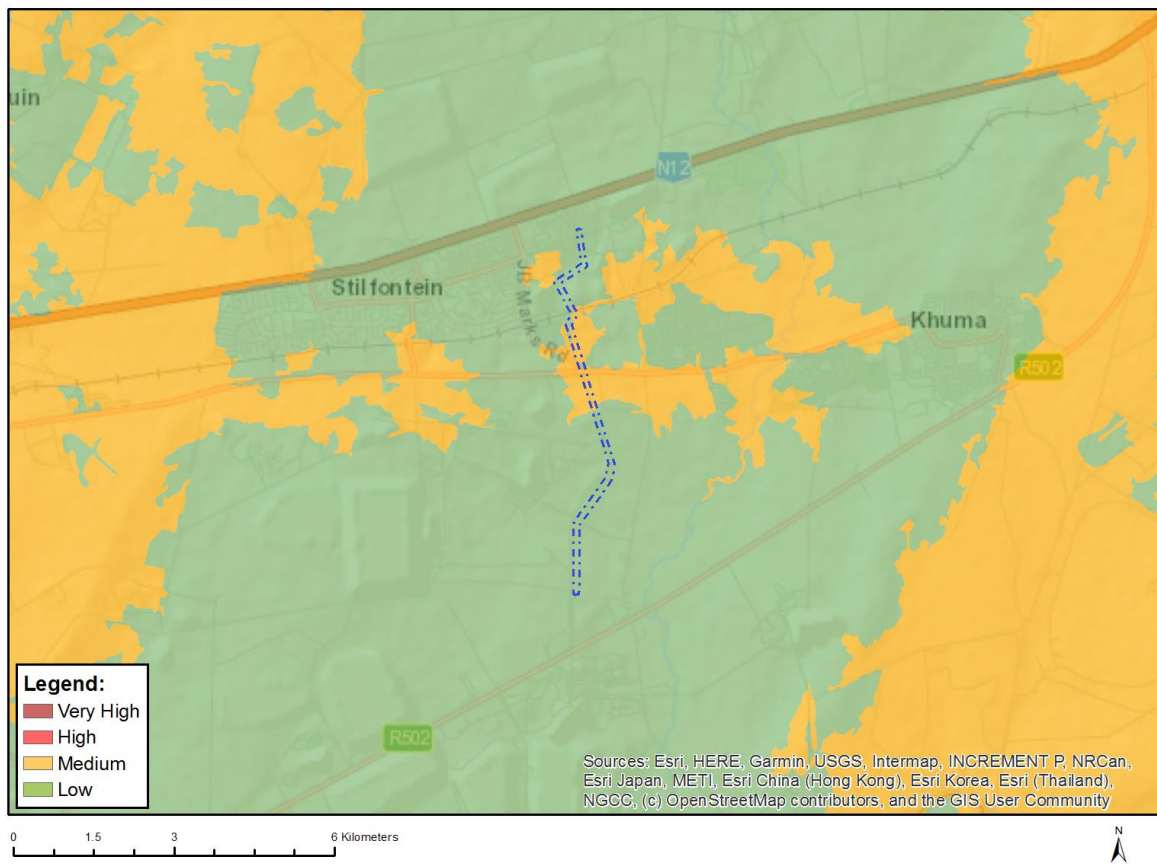 uin
N12
Stilfontein
JB Marks Rd
Khuma
R502
R502
Legend:
Very High
High
Medium
Low
Sources: Esri, HERE, Garmin, USGS, Intermap, INCREMENT P, NRCan,
Esri Japan, METI, Esri China (Hong Kong), Esri Korea, Esri (Thailand),
NGCC, (c) OpenStreetMap contributors, and the GIS User Community
0 1.5 3 6 Kilometers
N